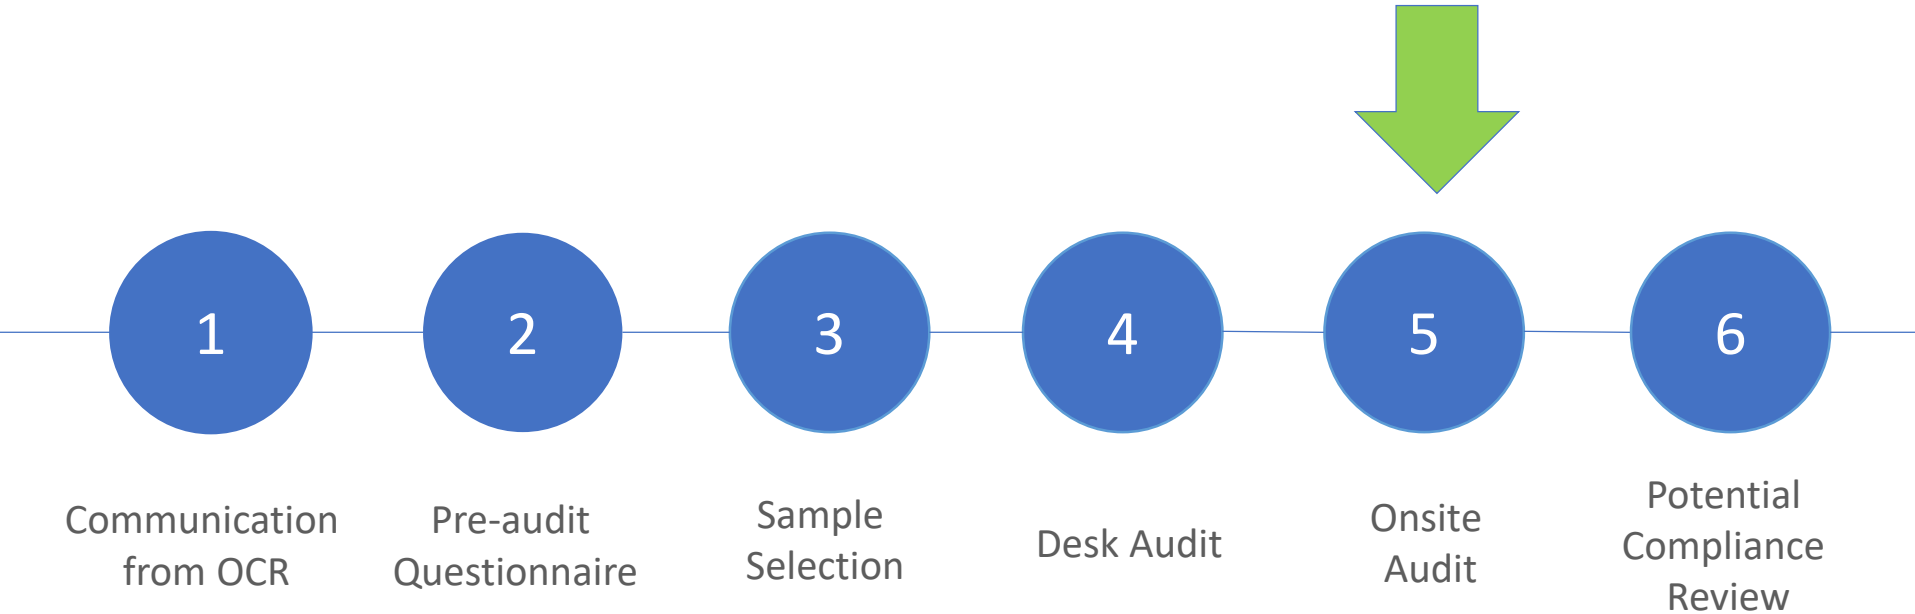 1
2
3
4
5
6
Communication
from OCR
Pre-audit
Questionnaire
Sample
Selection
Desk Audit
Onsite
Audit
Potential
Compliance
Review